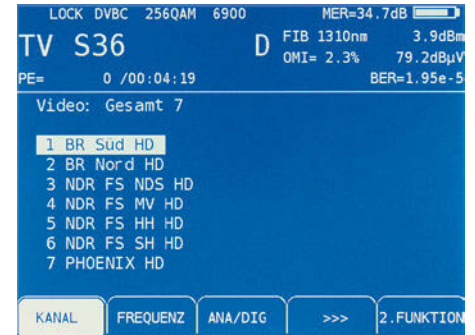 LOCK DVBC 256QAM 6900 MER=34.7dB
TV S36 D FIB 1310nm 3.9dBm
OMI= 2.3% 79.2dBµV
PE= 0 /00:04:19 BER=1.95e-5
Video: Gesamt 7
1 BR Süd HD
2 BR Nord HD
3 NDR FS NDS HD
4 NDR FS MV HD
5 NDR FS HH HD
6 NDR FS SH HD
7 PHOENIX HD
KANAL FREQUENZ ANA/DIG >>> 2.FUNKTION